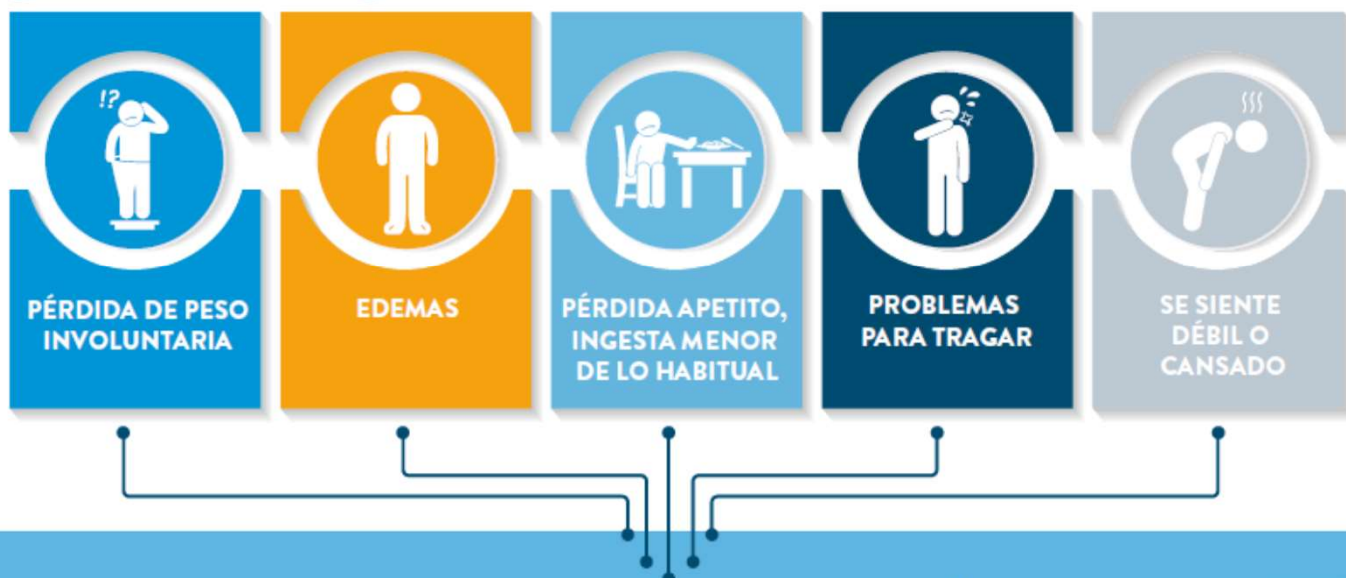 !?
PÉRDIDA DE PESO
INVOLUNTARIA
EDEMAS
PÉRDIDA APETITO,
INGESTA MENOR
DE LO HABITUAL
PROBLEMAS
PARA TRAGAR
SE SIENTE
DÉBIL O
CANSADO